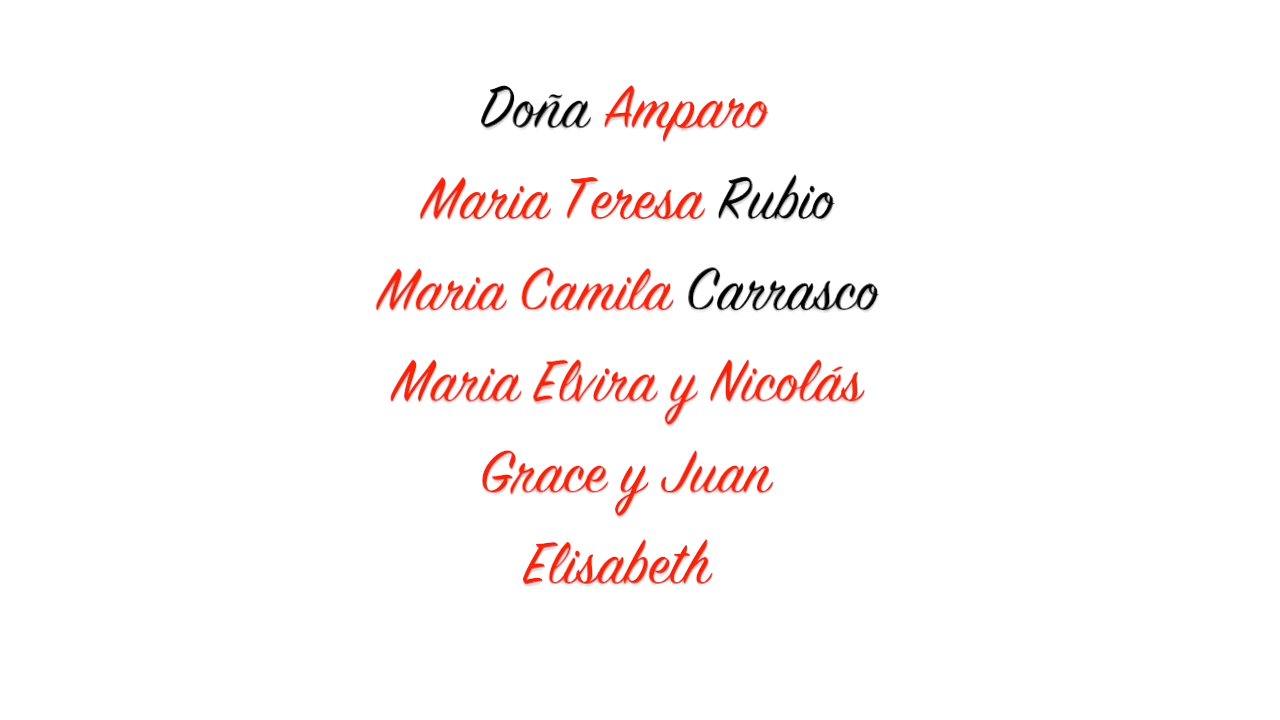 Doña Amparo
Maria Teresa Rubio
Maria Camila Carrasco
Maria Elvira y Nicolás
Grace y Juan
Elisabeth